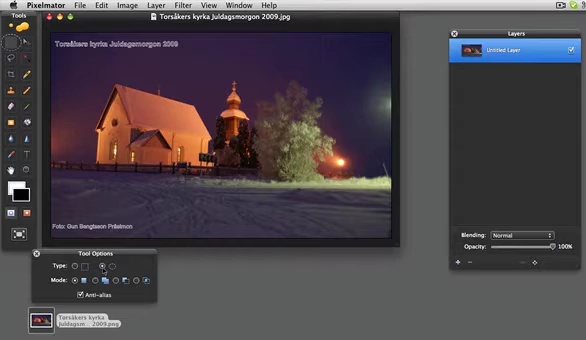 Pixelmator File Edit Image Layer Filter View Window Help
Tools
Torsåkers kyrka Juldagsmorgon 2009.jpg
Torsåkers kyrka Juldagsmorgon 2009
Foto: Gun Bengtsson Präsimon
Layers
Untitled Layer
Blending: Normal
Opacity: 100%
Tool Options
Type:
Mode:
Anti-alias
Torsåkers kyrka
Juldagsm... 2009.png